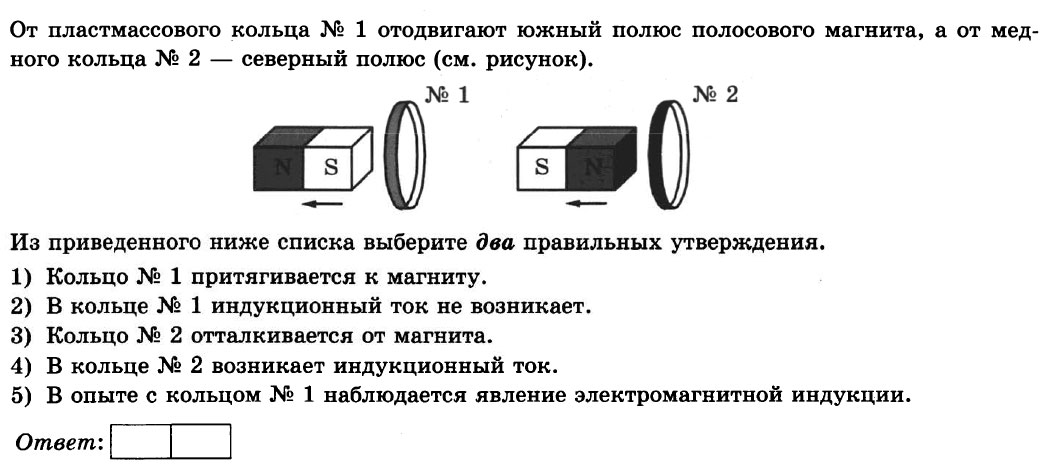 От пластмассового кольца № 1 отодвигают южный полюс полосового магнита, а от мед-
ного кольца № 2 — северный полюс (см. рисунок).
№ 1 № 2
N S S N
Из приведенного ниже списка выберите два правильных утверждения.
1) Кольцо № 1 притягивается к магниту.
2) В кольце № 1 индукционный ток не возникает.
3) Кольцо № 2 отталкивается от магнита.
4) В кольце № 2 возникает индукционный ток.
5) В опыте с кольцом № 1 наблюдается явление электромагнитной индукции.
Ответ: